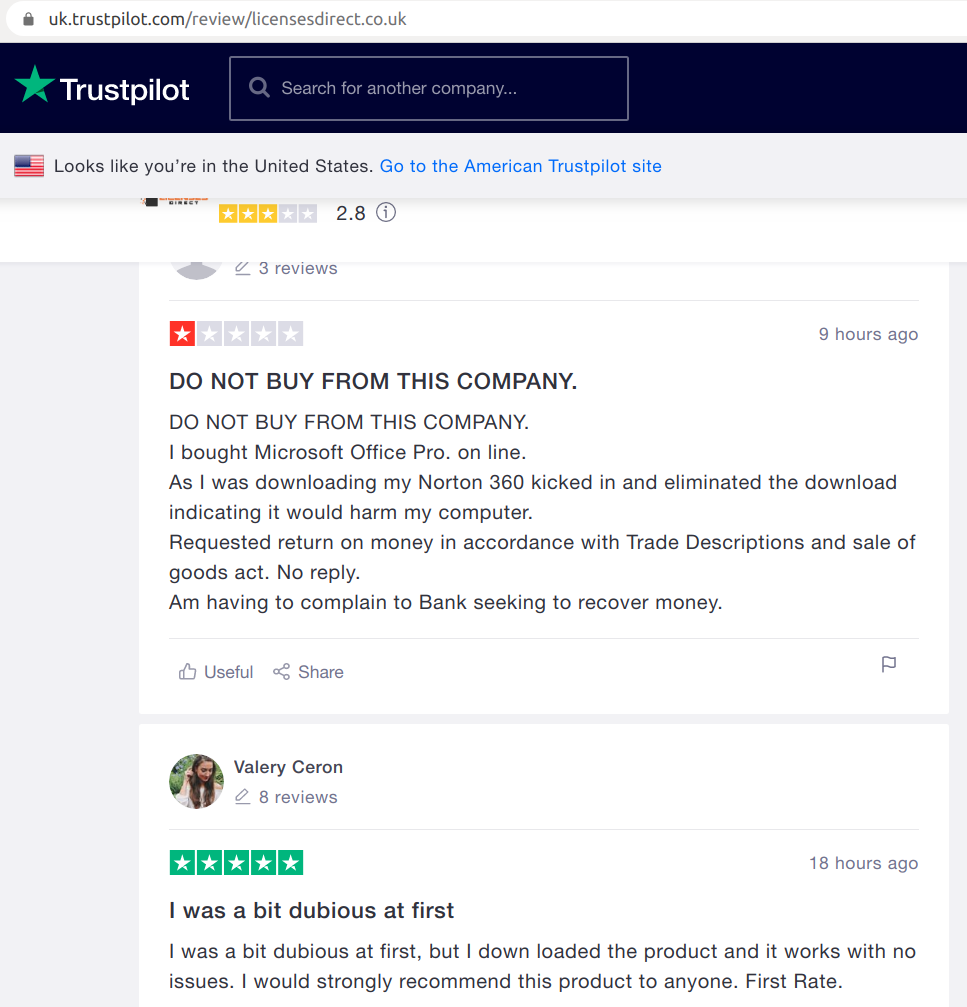 uk.trustpilot.com/review/licensesdirect.co.uk
Trustpilot
Search for another company...
Looks like you're in the United States. Go to the American Trustpilot site
DIRECT
2.8
3 reviews
9 hours ago
DO NOT BUY FROM THIS COMPANY.
DO NOT BUY FROM THIS COMPANY.
I bought Microsoft Office Pro. on line.
As I was downloading my Norton 360 kicked in and eliminated the download
indicating it would harm my computer.
Requested return on money in accordance with Trade Descriptions and sale of
goods act. No reply.
Am having to complain to Bank seeking to recover money.
Useful Share
Valery Ceron
8 reviews
18 hours ago
I was a bit dubious at first
I was a bit dubious at first, but I down loaded the product and it works with no
issues. I would strongly recommend this product to anyone. First Rate.